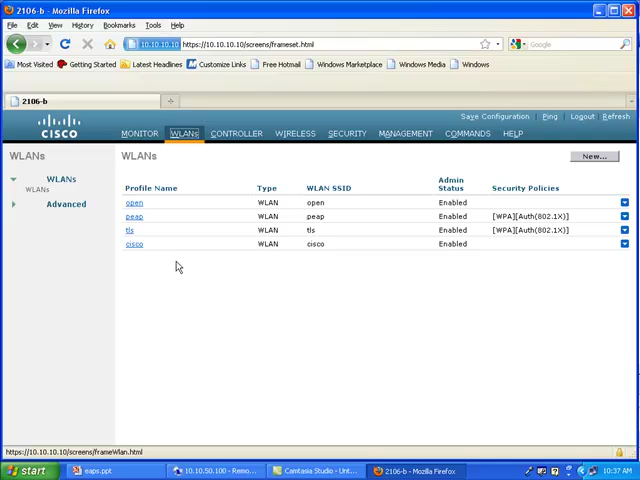 2106-b - Mozilla Firefox
File Edit View History Bookmarks Tools Help
10.10.10.10 https://10.10.10.10/screens/frameset.html Google
Most Visited Getting Started Latest Headlines Customize Links Free Hotmail Windows Marketplace Windows Media Windows
2106-b
Save Configuration Ping Logout Refresh
CISCO MONITOR WLANs CONTROLLER WIRELESS SECURITY MANAGEMENT COMMANDS HELP
WLANs WLANs New...
WLANs
WLANs
Advanced
Profile Name Type WLAN SSID Admin Status Security Policies
open WLAN open Enabled
peap WLAN peap Enabled [WPA][Auth(802.1X)]
tls WLAN tls Enabled [WPA][Auth(802.1X)]
cisco WLAN cisco Enabled
https://10.10.10.10/screens/frameWlan.html
start eaps.ppt 10.10.50.100 - Remo... Camtasia Studio - Unt... 2106-b - Mozilla Firefox 10:37 AM